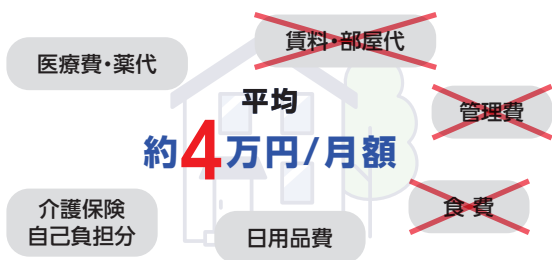 賃料・部屋代
医療費・薬代
平均
管理費
約4万円/月額
介護保険
自己負担分
食費
日用品費